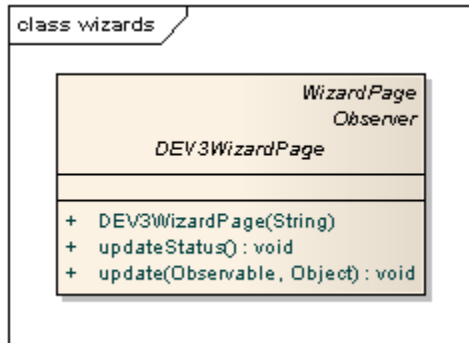 class wizards
WizardPage
Observer
DEV3WizardPage
+ DEV3WizardPage(String)
+ updateStatus() : void
+ update(Observable, Object) : void